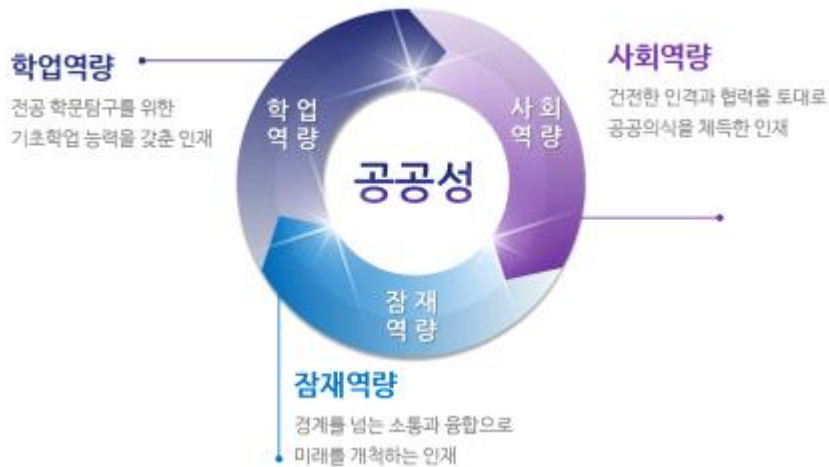 학업역량
전공 학문탐구를 위한
기초학업 능력을 갖춘 인재
학 업
역 량
공공성
사 회
역 량
사회역량
건전한 인격과 협력을 토대로
공공의식을 체득한 인재
잠 재
역 량
잠재역량
경계를 넘는 소통과 융합으로
미래를 개척하는 인재